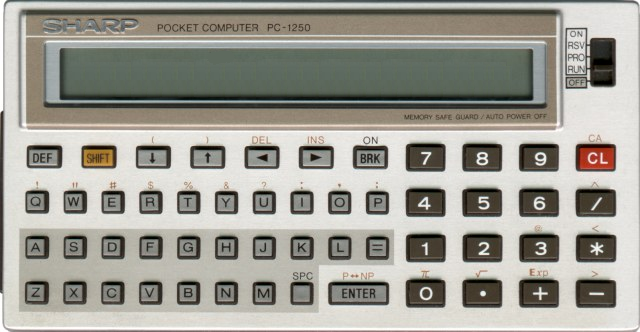 SHARP POCKET COMPUTER PC-1250
ON
RSV
PRO
RUN
OFF
MEMORY SAFE GUARD / AUTO POWER OFF
( ) DEL INS ON CA
DEF SHIFT ↓ ↑ ◄ ► BRK 7 8 9 CL
! " # $ % & ? : , ; ^
Q W E R T Y U I O P 4 5 6 /
@ <
A S D F G H J K L = 1 2 3 *
SPC P↔NP π √ Exp >
Z X C V B N M ENTER 0 • + −